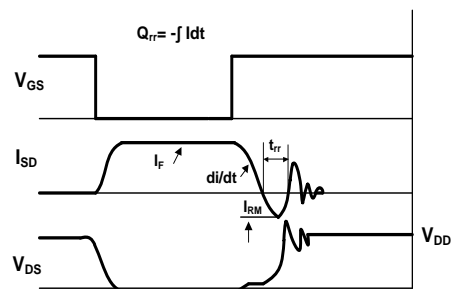 Qrr= -∫ Idt
VGS
ISD
IF
di/dt
trr
IRM
VDD
VDS